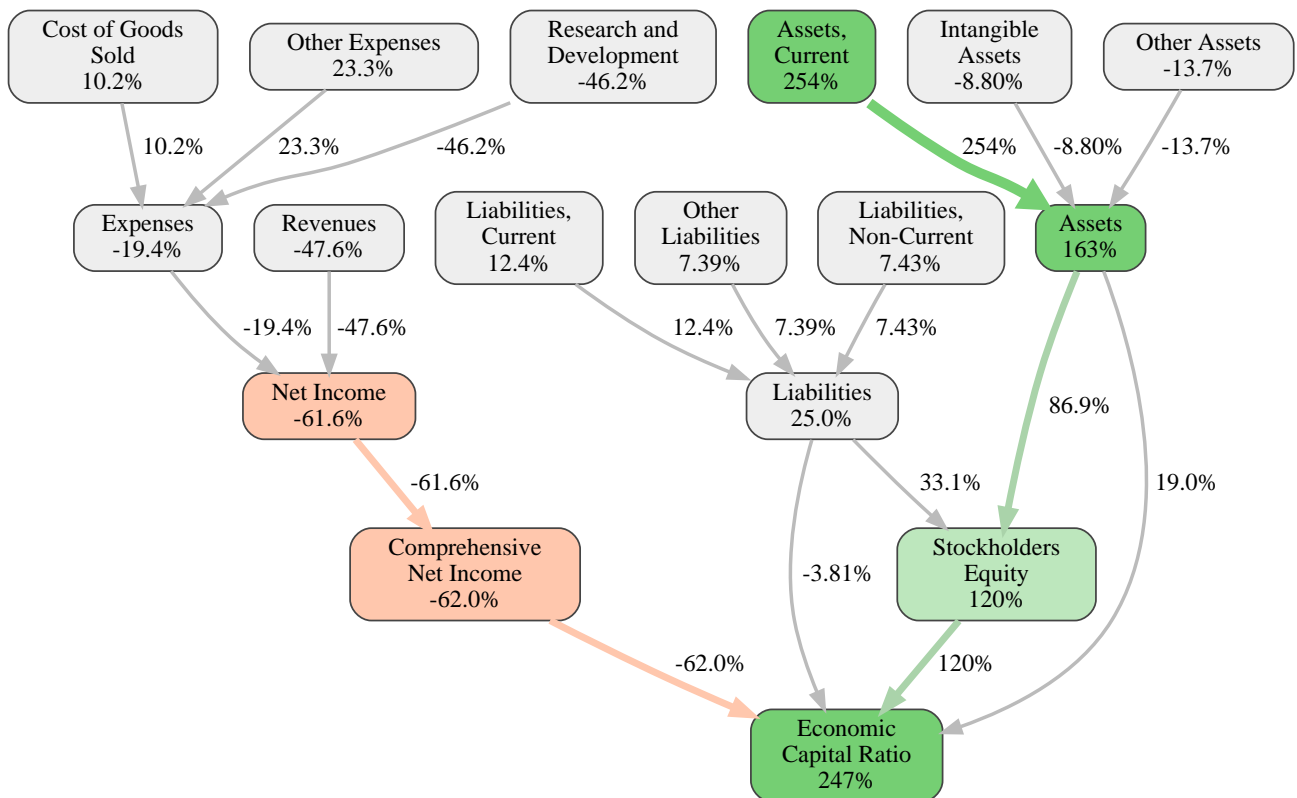 Cost of Goods
Sold
10.2%
Other Expenses
23.3%
Research and
Development
-46.2%
Assets,
Current
254%
Intangible
Assets
-8.80%
Other Assets
-13.7%
10.2%
23.3%
-46.2%
254%
-8.80%
-13.7%
Expenses
-19.4%
Revenues
-47.6%
Liabilities,
Current
12.4%
Other
Liabilities
7.39%
Liabilities,
Non-Current
7.43%
Assets
163%
-19.4%
-47.6%
12.4%
7.39%
7.43%
Net Income
-61.6%
Liabilities
25.0%
86.9%
-61.6%
33.1%
19.0%
Comprehensive
Net Income
-62.0%
-3.81%
Stockholders
Equity
120%
-62.0%
120%
Economic
Capital Ratio
247%